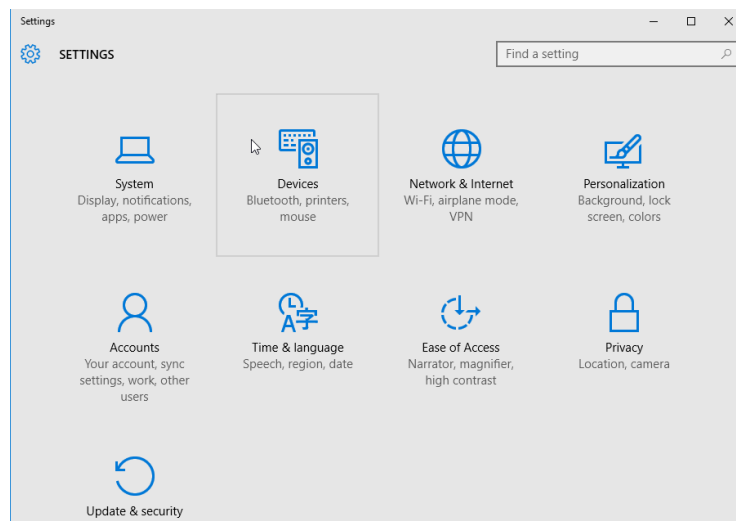 Settings
SETTINGS
Find a setting
System
Display, notifications,
apps, power
Devices
Bluetooth, printers,
mouse
Network & Internet
Wi-Fi, airplane mode,
VPN
Personalization
Background, lock
screen, colors
Accounts
Your account, sync
settings, work, other
users
Time & language
Speech, region, date
Ease of Access
Narrator, magnifier,
high contrast
Privacy
Location, camera
Update & security